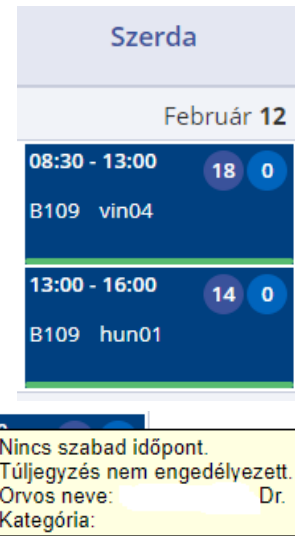 Szerda
Február 12
08:30 - 13:00 18 0
B109 vin04
13:00 - 16:00 14 0
B109 hun01
Nincs szabad időpont.
Túljegyzés nem engedélyezett.
Orvos neve: Dr.
Kategória: